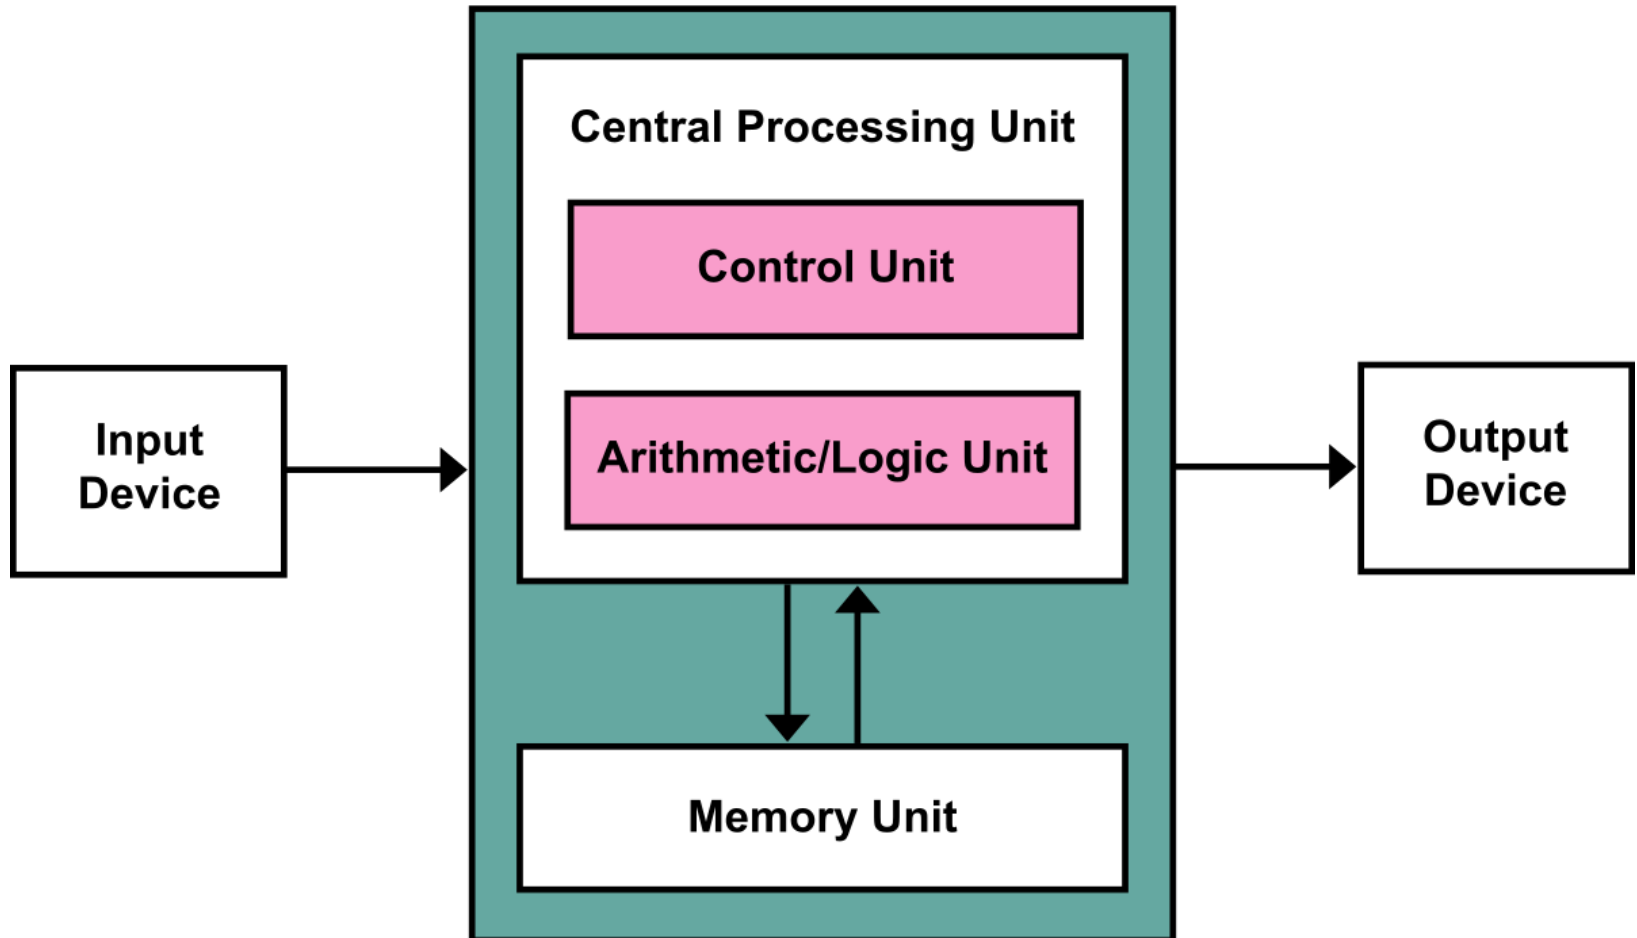 Central Processing Unit
Control Unit
Arithmetic/Logic Unit
Input
Device
Output
Device
Memory Unit